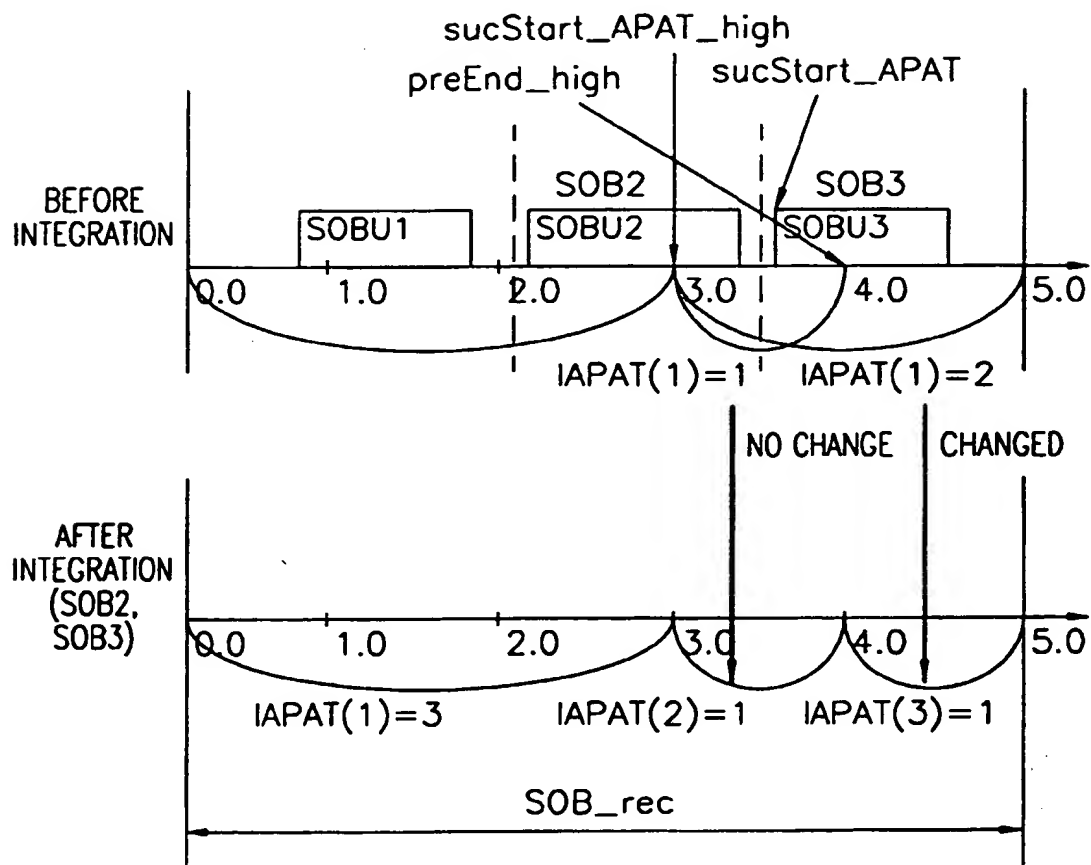 sucStart_APAT_high
preEnd_high
sucStart_APAT
BEFORE
INTEGRATION
SOB2
SOB3
SOBU1
SOBU2
SOBU3
0.0
1.0
2.0
3.0
4.0
5.0
IAPAT(1)=1
IAPAT(1)=2
NO CHANGE
CHANGED
AFTER
INTEGRATION
(SOB2,
SOB3)
0.0
1.0
2.0
3.0
4.0
5.0
IAPAT(1)=3
IAPAT(2)=1
IAPAT(3)=1
SOB_rec